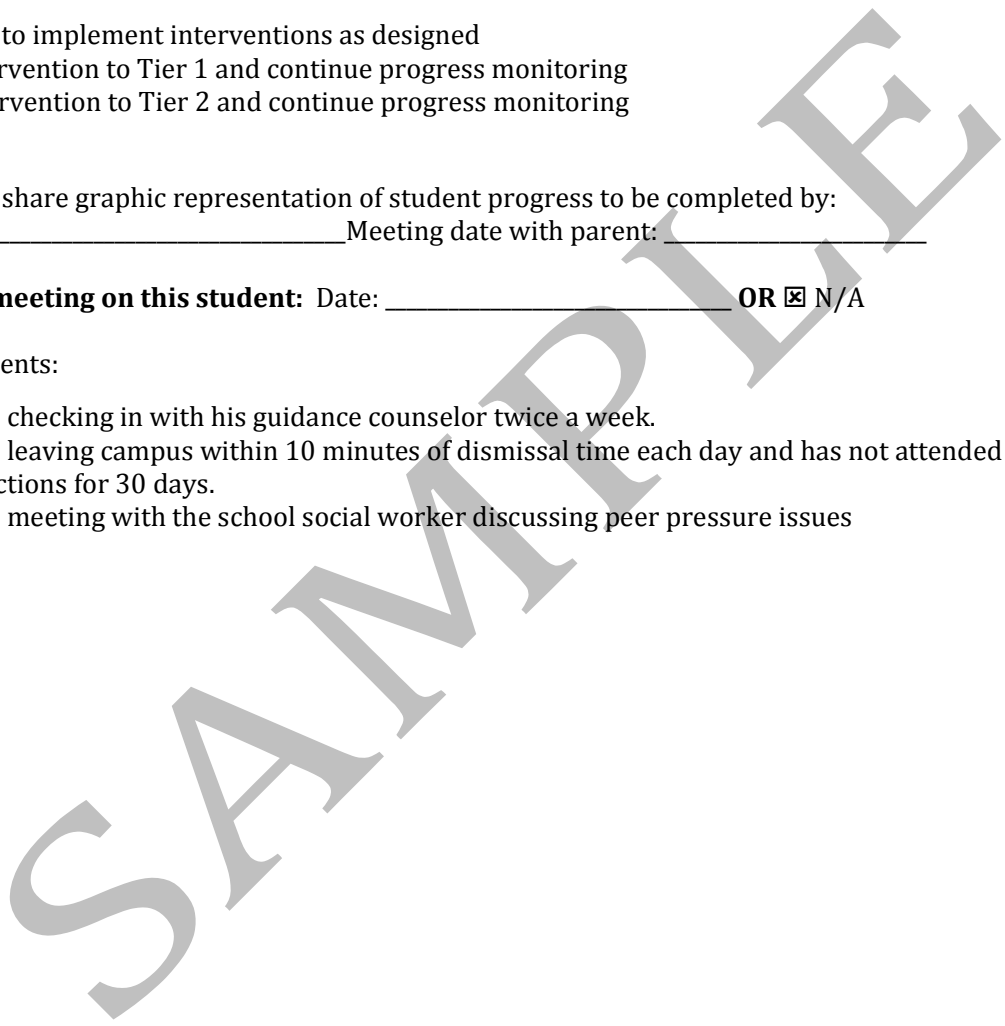 to implement interventions as designed
rvention to Tier 1 and continue progress monitoring
rvention to Tier 2 and continue progress monitoring
share graphic representation of student progress to be completed by:
_________________________________Meeting date with parent: _________________________
meeting on this student: Date: _________________________________ OR ☒ N/A
ents:
checking in with his guidance counselor twice a week.
leaving campus within 10 minutes of dismissal time each day and has not attended
ctions for 30 days.
meeting with the school social worker discussing peer pressure issues
SAMPLE